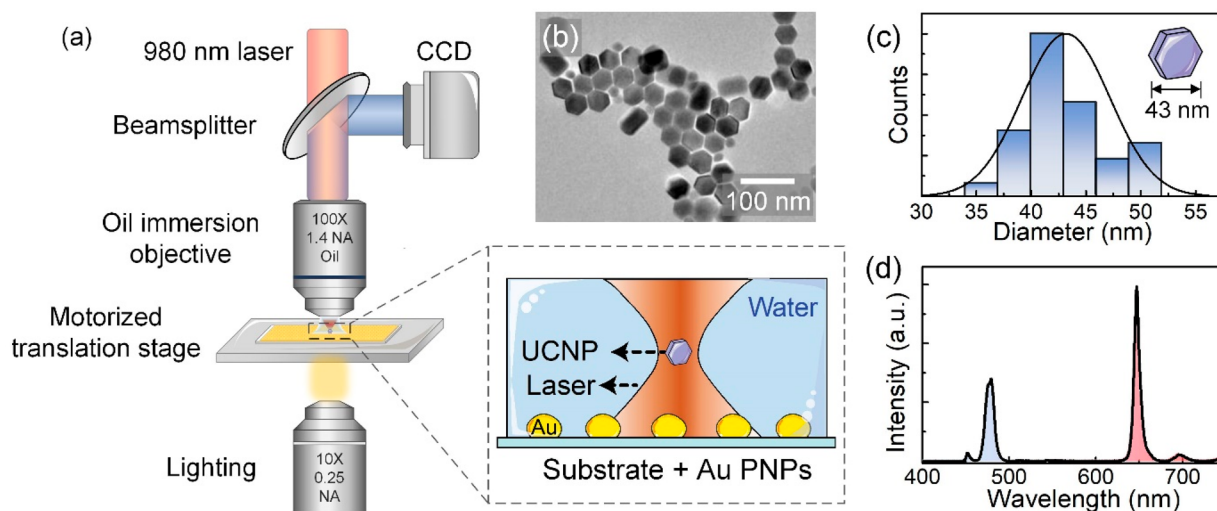 (a)
980 nm laser
CCD
Beamsplitter
Oil immersion
objective
100X
1.4 NA
Oil
Motorized
translation stage
Lighting
10X
0.25
NA
Water
UCNP
Laser
Au
Substrate + Au PNPs
(b)
100 nm
(c)
Counts
43 nm
30 35 40 45 50 55
Diameter (nm)
(d)
Intensity (a.u.)
400 500 600 700
Wavelength (nm)